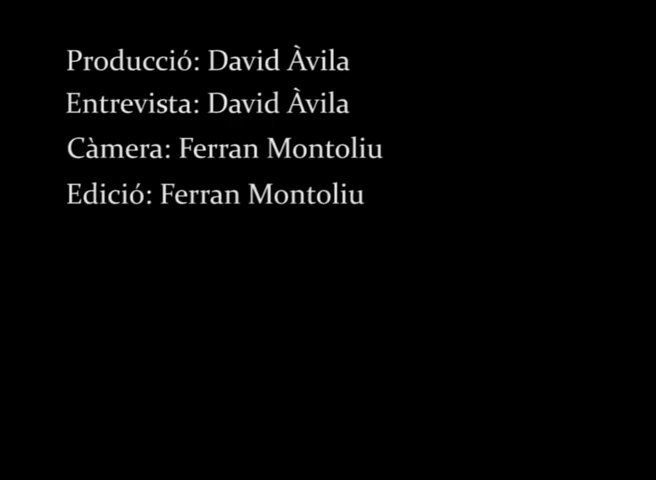 Producció: David Àvila
Entrevista: David Àvila
Càmera: Ferran Montoliu
Edició: Ferran Montoliu